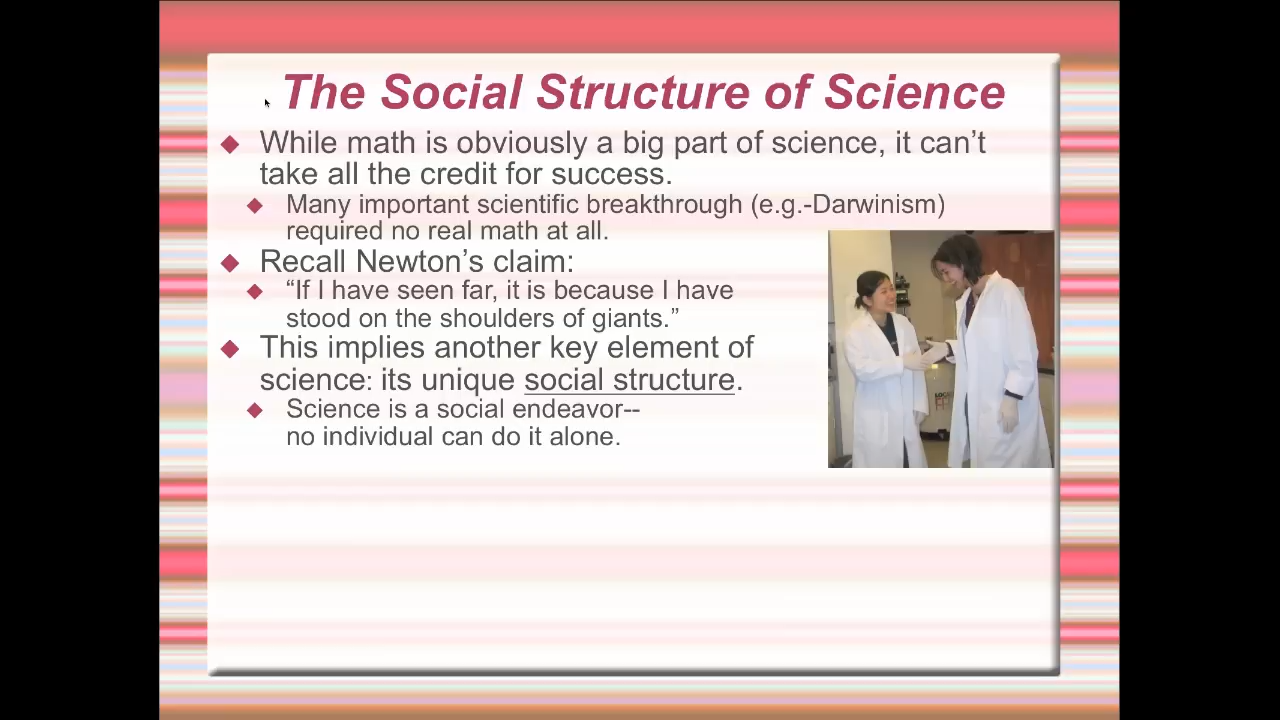 The Social Structure of Science
While math is obviously a big part of science, it can’t
take all the credit for success.
Many important scientific breakthrough (e.g.-Darwinism)
required no real math at all.
Recall Newton’s claim:
“If I have seen far, it is because I have
stood on the shoulders of giants.”
This implies another key element of
science: its unique social structure.
Science is a social endeavor--
no individual can do it alone.